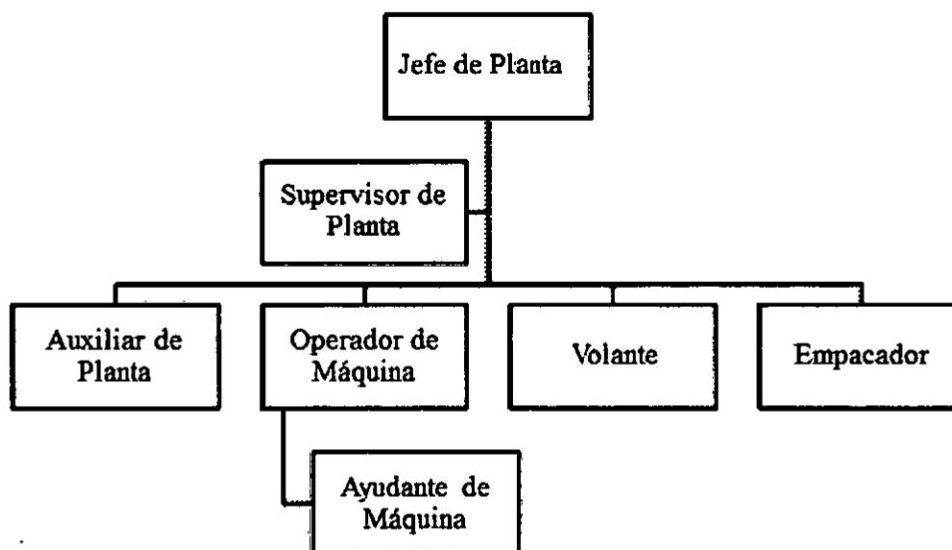 Jefe de Planta
Supervisor de
Planta
Auxiliar de
Planta
Operador de
Máquina
Volante
Empacador
Ayudante de
Máquina